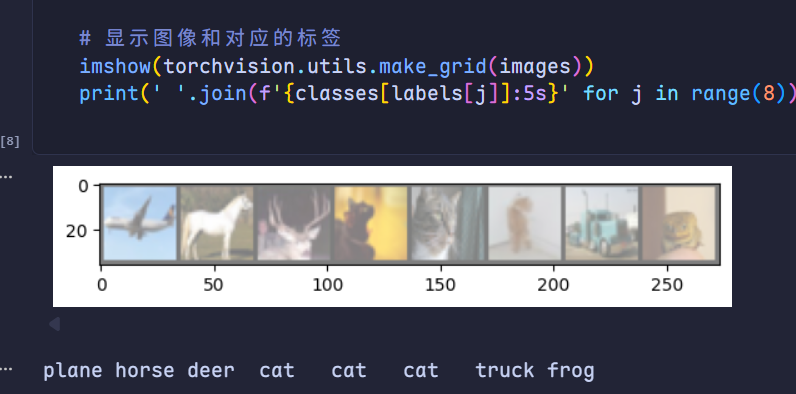 # 显示图像和对应的标签
imshow(torchvision.utils.make_grid(images))
print(' '.join(f'{classes[labels[j]]:5s}' for j in range(8))
[8]
...
0
20
0 50 100 150 200 250
...
plane horse deer  cat   cat   cat   truck frog